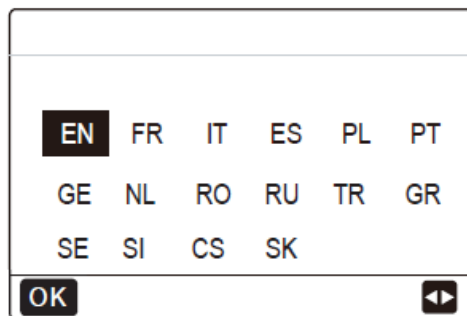 EN FR IT ES PL PT
GE NL RO RU TR GR
SE SI CS SK
OK